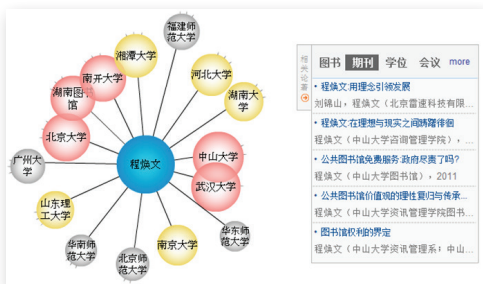 福建师
范大学
湘潭大学
南开大学
河北大学
湖南图书
馆
湖南大
学
北京大学
程焕文
中山大学
广州大
学
武汉大学
山东理
工大学
华东师
范大学
华南师
范大学
南京大学
北京师
范大学
图书 期刊 学位 会议 more
程焕文:用理念引领发展
刘锦山，程焕文（北京雷速科技有限...
程焕文:在理想与现实之间踌躇徘徊
程焕文（中山大学咨询管理学院），...
公共图书馆免费服务:政府尽责了吗?
程焕文（中山大学图书馆），2011
公共图书馆价值观的理性复归与传承...
程焕文（中山大学资讯管理学院图书...
图书馆权利的界定
程焕文（中山大学资讯管理系；中山...